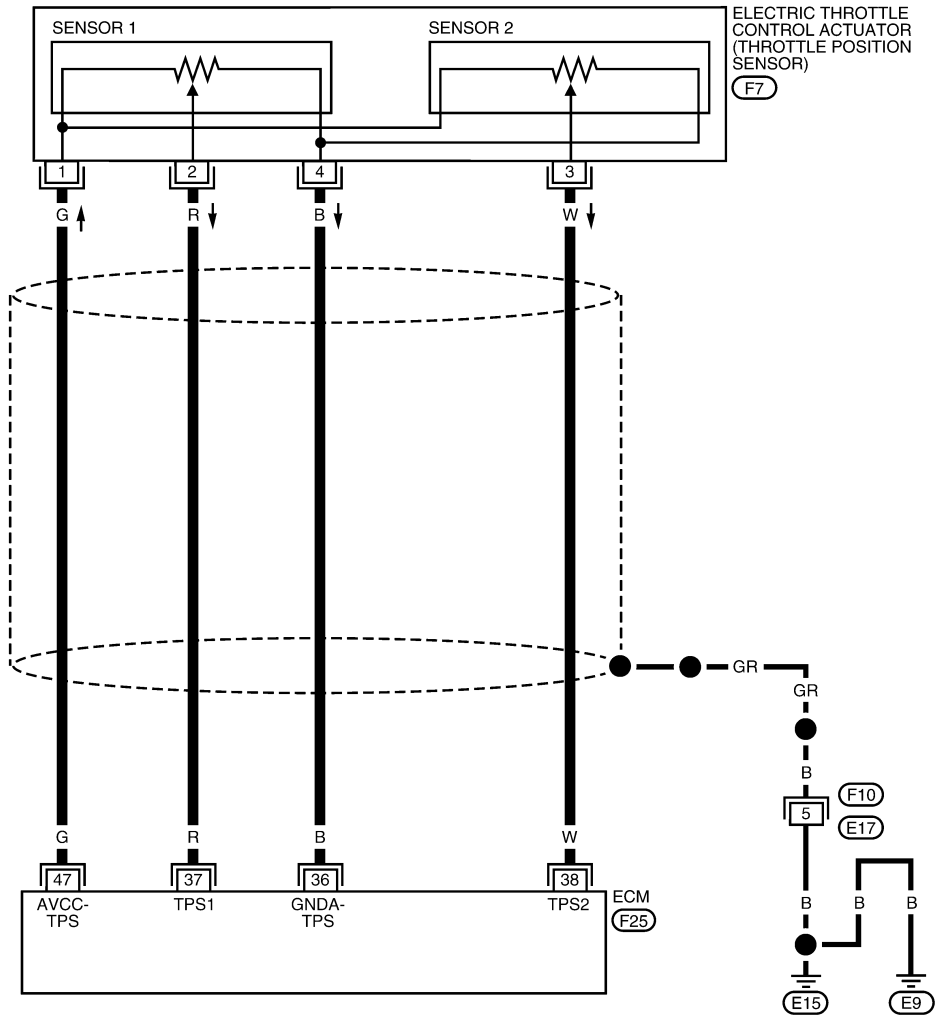 SENSOR 1
SENSOR 2
ELECTRIC THROTTLE
CONTROL ACTUATOR
(THROTTLE POSITION
SENSOR)
F7
1
2
4
3
G
R
B
W
GR
GR
B
F10
5
E17
G
R
B
W
47
37
36
38
AVCC-
TPS
TPS1
GNDA-
TPS
TPS2
ECM
F25
B
B
B
E15
E9